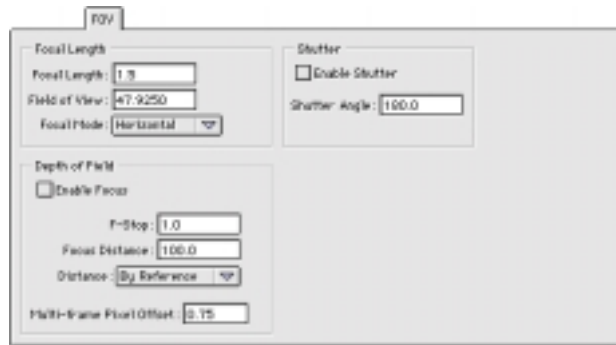 FOV
Focal Length
Focal Length: 1.5
Field of View: 47.9250
Focal Mode: Horizontal
Shutter
Enable Shutter
Shutter Angle: 180.0
Depth of Field
Enable Focus
F-Stop: 1.0
Focus Distance: 100.0
Distance: By Reference
Multi-frame Pixel Offset: 0.75